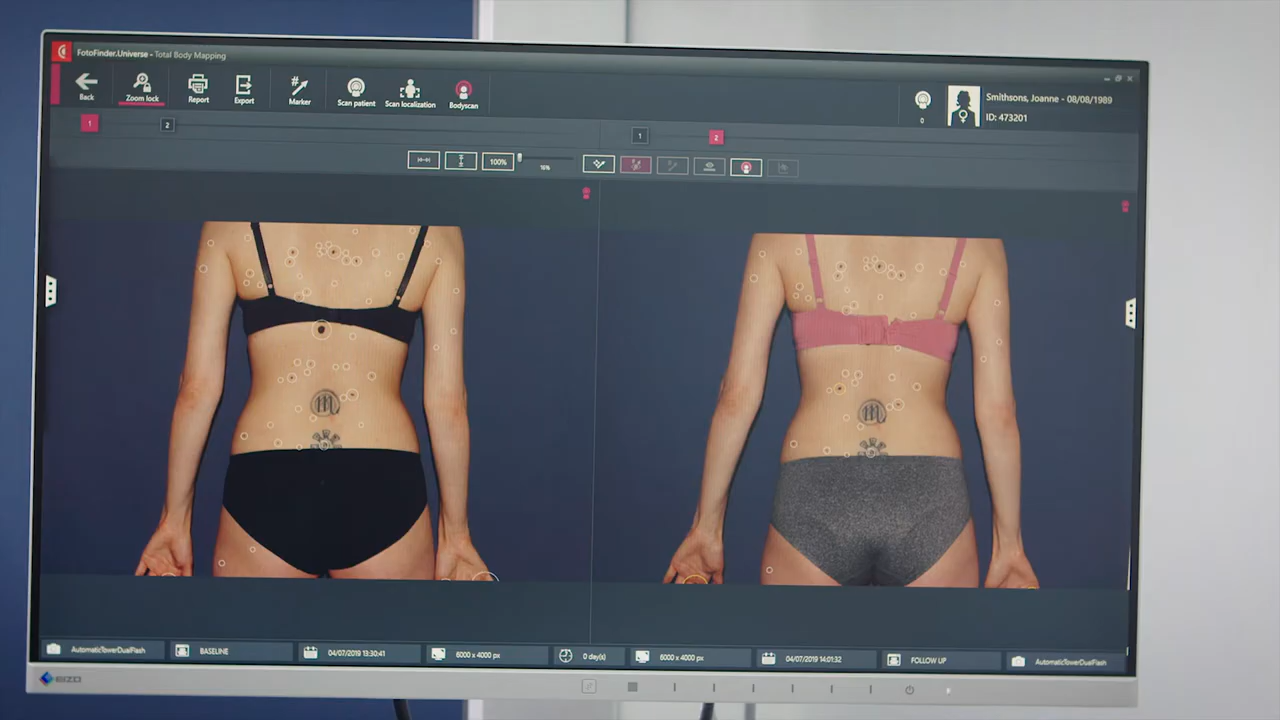 FotoFinder.Universe - Total Body Mapping
Back
Zoom lock
Report
Export
Marker
Scan patient
Scan localization
Bodyscan
0
Smithsons, Joanne - 08/08/1989
ID: 473201
1
2
1
2
100%
16%
m
AutomaticTowerDualFlash
BASELINE
04/07/2019 13:30:41
6000 x 4000 px
0 day(s)
6000 x 4000 px
04/07/2019 14:01:32
FOLLOW UP
AutomaticTowerDualFlash
EIZO